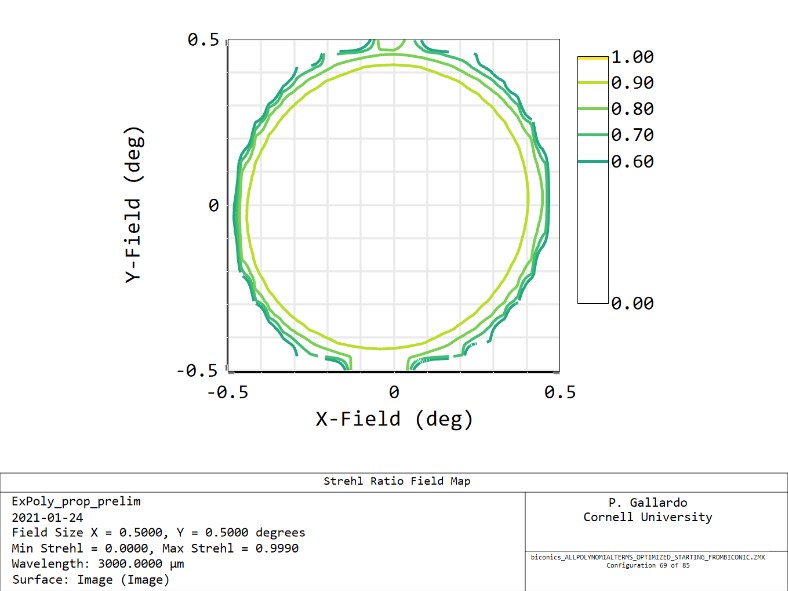 0.5
0
-0.5
-0.5
0
0.5
Y-Field (deg)
X-Field (deg)
1.00
0.90
0.80
0.70
0.60
0.00
Strehl Ratio Field Map
ExPoly_prop_prelim
2021-01-24
Field Size X = 0.5000, Y = 0.5000 degrees
Min Strehl = 0.0000, Max Strehl = 0.9990
Wavelength: 3000.0000 µm
Surface: Image (Image)
P. Gallardo
Cornell University
biconics_ALLPOLYNOMIALTERMS_OPTIMIZED_STARTING_FROMBICONIC.ZMX
Configuration 69 of 85